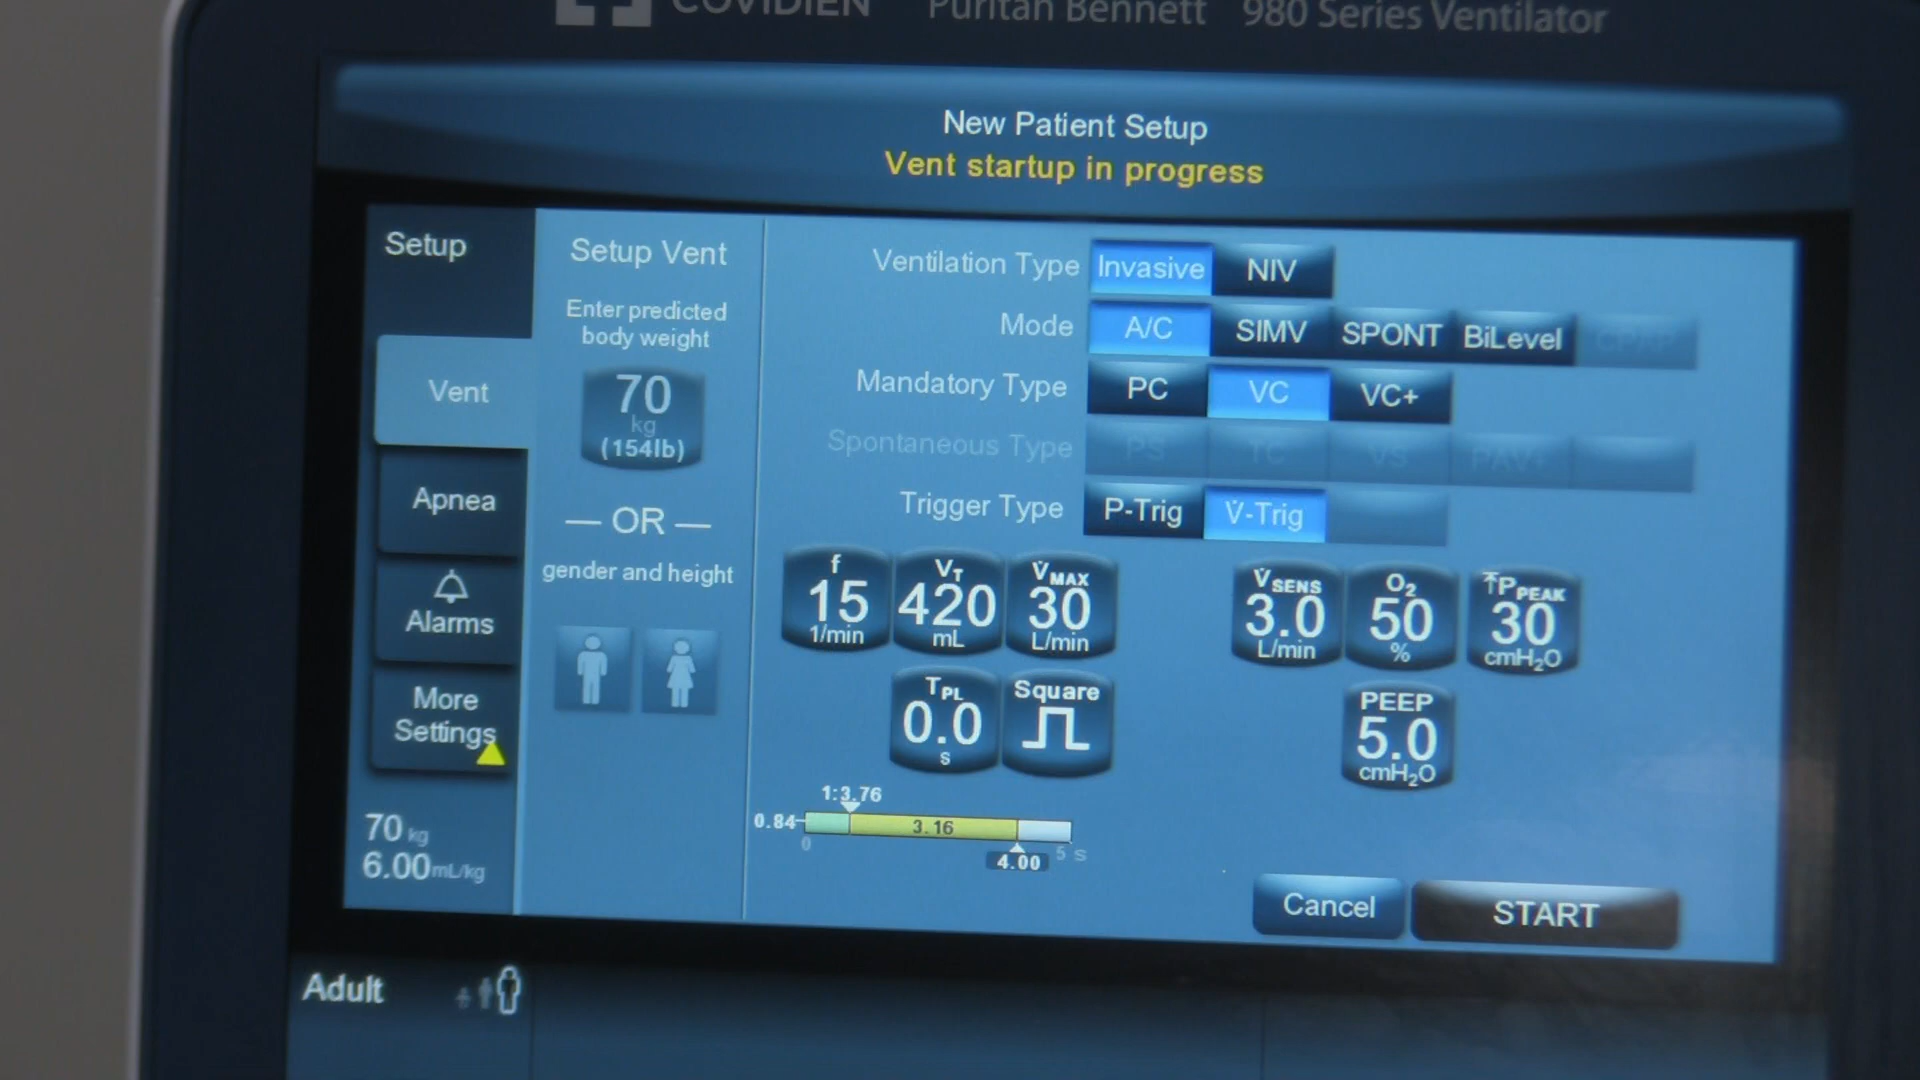 COVIDIEN Puritan Bennett 980 Series Ventilator
New Patient Setup
Vent startup in progress
Setup
Vent
Apnea
Alarms
More
Settings
70 kg
6.00 mL/kg
Setup Vent
Enter predicted
body weight
70
kg
(154lb)
— OR —
gender and height
Ventilation Type Invasive NIV
Mode A/C SIMV SPONT BiLevel CPAP
Mandatory Type PC VC VC+
Spontaneous Type PS TC VS PAV+
Trigger Type P-Trig V̇-Trig
f
15
1/min
VT
420
mL
V̇MAX
30
L/min
V̇SENS
3.0
L/min
O2
50
%
PPEAK
30
cmH2O
TPL
0.0
s
Square
PEEP
5.0
cmH2O
1:3.76
0.84
3.16
0
4.00
5 s
Cancel
START
Adult